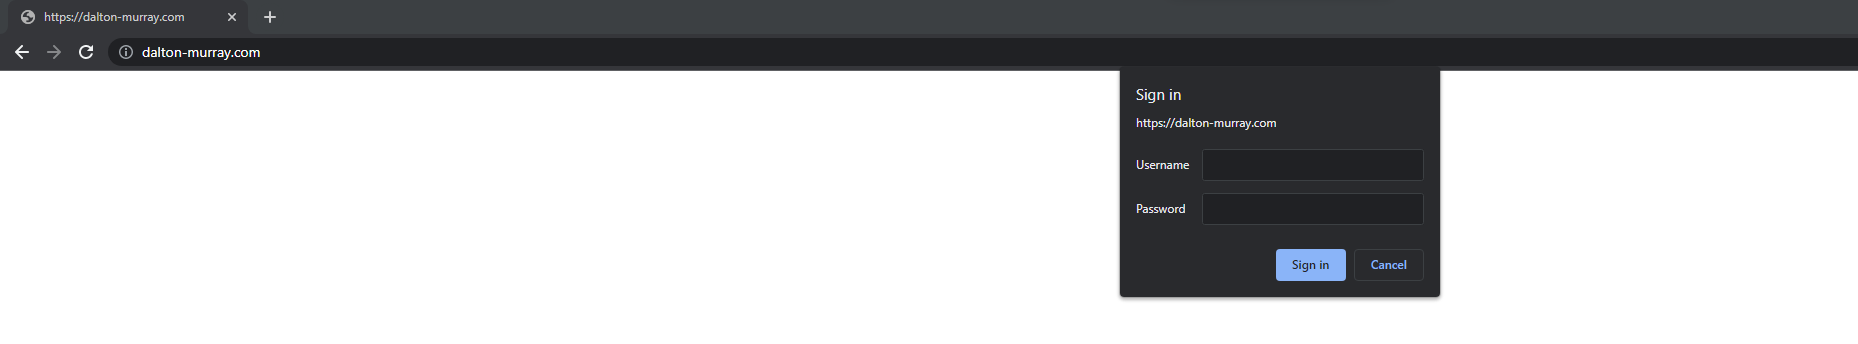 https://dalton-murray.com
dalton-murray.com
Sign in
https://dalton-murray.com
Username
Password
Sign in Cancel